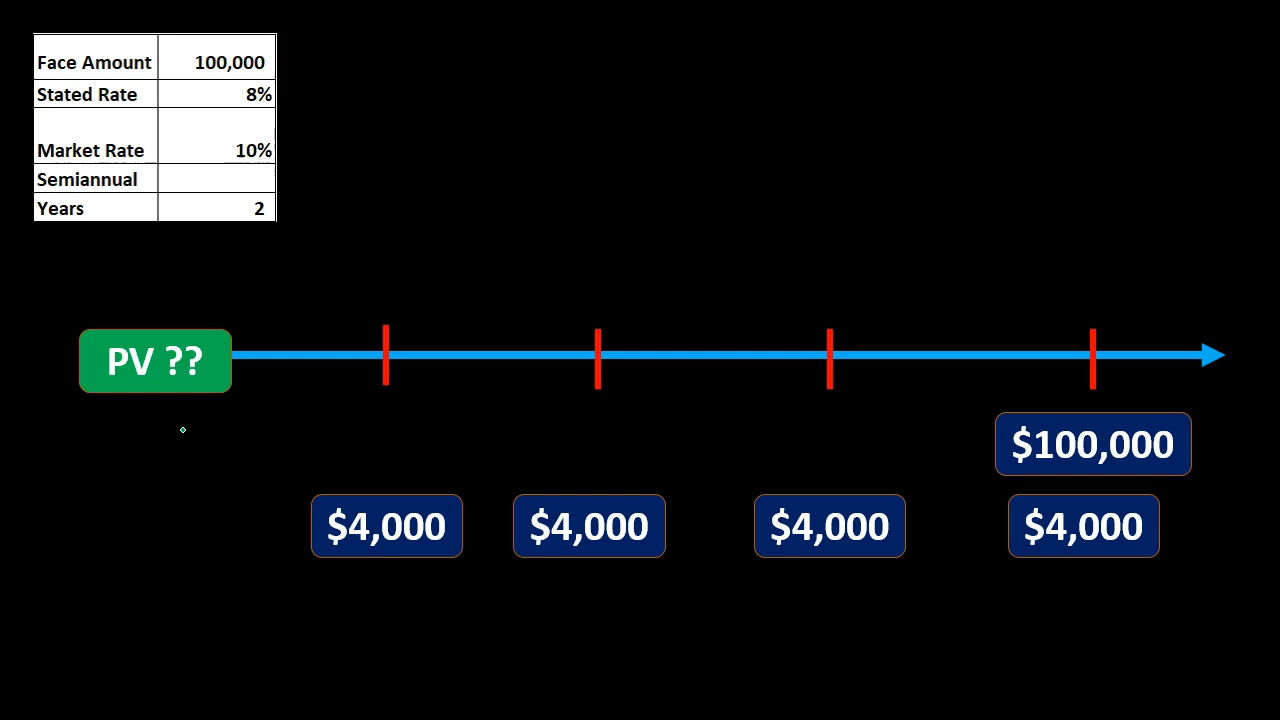 Face Amount 100,000
Stated Rate 8%
Market Rate 10%
Semiannual
Years 2
PV ??
$100,000
$4,000 $4,000 $4,000 $4,000